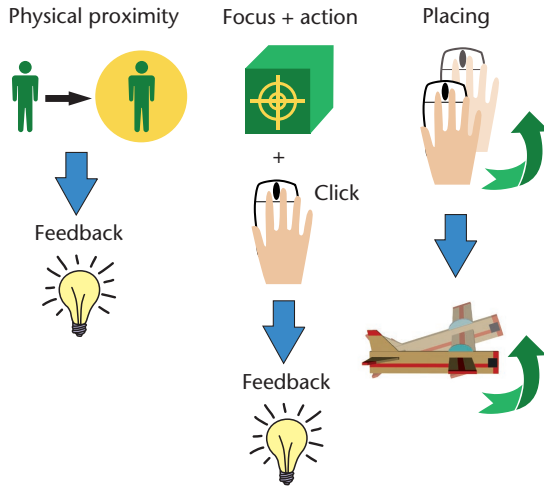 Physical proximity
Focus + action
Placing
+
Click
Feedback
Feedback